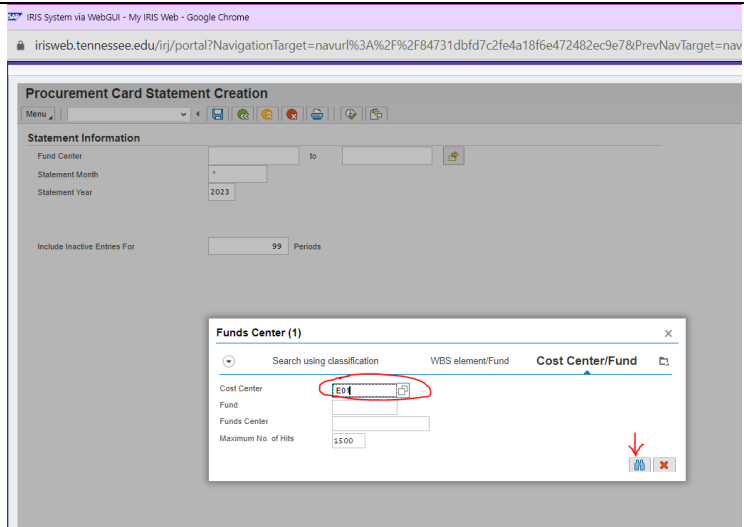 SAP IRIS System via WebGUI - My IRIS Web - Google Chrome
irisweb.tennessee.edu/irj/portal?NavigationTarget=navurl%3A%2F%2F84731dbfd7c2fe4a18f6e472482ec9e7&PrevNavTarget=nav
Procurement Card Statement Creation
Menu
Statement Information
Fund Center to
Statement Month *
Statement Year 2023
Include Inactive Entries For 99 Periods
Funds Center (1)
Search using classification WBS element/Fund Cost Center/Fund
Cost Center E01
Fund
Funds Center
Maximum No. of Hits 1500